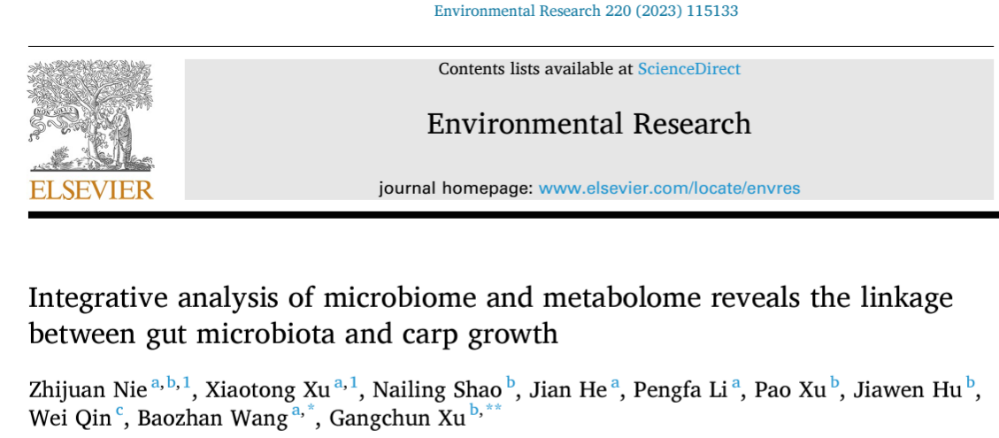 Environmental Research 220 (2023) 115133
Contents lists available at ScienceDirect
Environmental Research
journal homepage: www.elsevier.com/locate/envres
ELSEVIER
Integrative analysis of microbiome and metabolome reveals the linkage
between gut microbiota and carp growth
Zhijuan Nie a,b,1, Xiaotong Xu a,1, Nailing Shao b, Jian He a, Pengfa Li a, Pao Xu b, Jiawen Hu b,
Wei Qin c, Baozhan Wang a,*, Gangchun Xu b,**